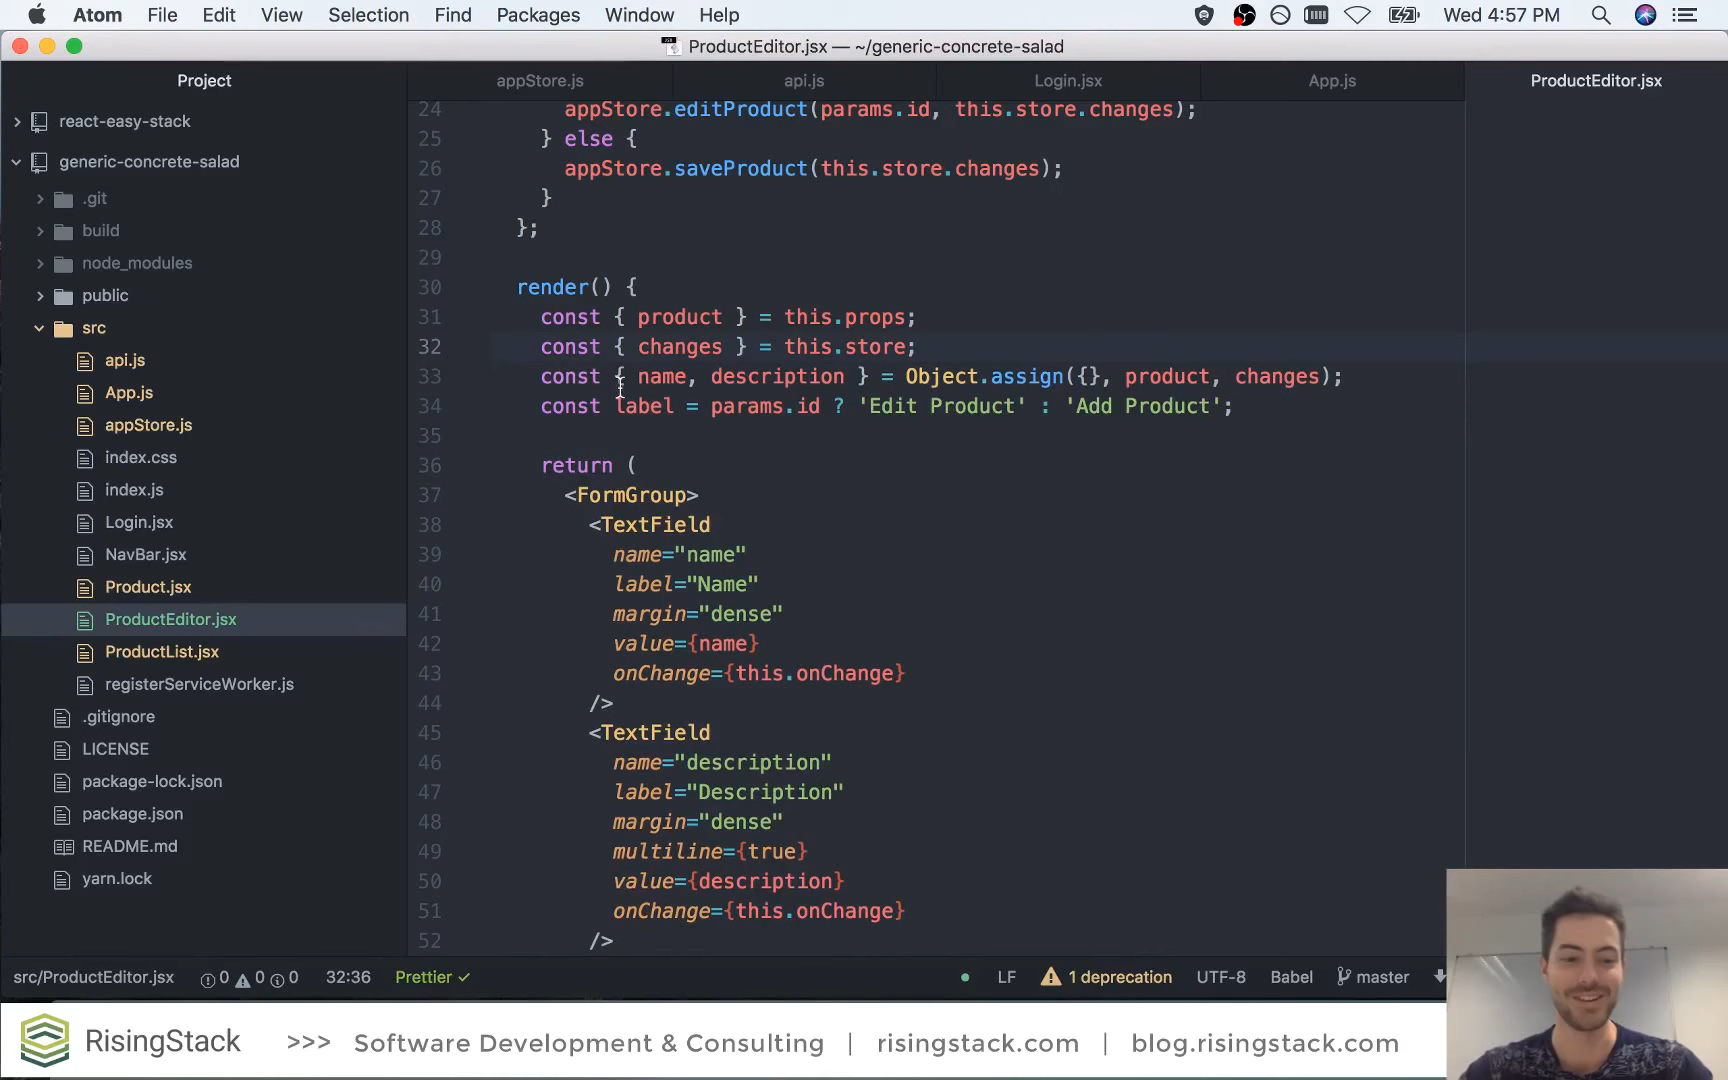 Atom File Edit View Selection Find Packages Window Help Wed 4:57 PM
ProductEditor.jsx — ~/generic-concrete-salad
Project
react-easy-stack
generic-concrete-salad
.git
build
node_modules
public
src
api.js
App.js
appStore.js
index.css
index.js
Login.jsx
NavBar.jsx
Product.jsx
ProductEditor.jsx
ProductList.jsx
registerServiceWorker.js
.gitignore
LICENSE
package-lock.json
package.json
README.md
yarn.lock
appStore.js api.js Login.jsx App.js ProductEditor.jsx
24 appStore.editProduct(params.id, this.store.changes);
25 } else {
26 appStore.saveProduct(this.store.changes);
27 }
28 };
29
30 render() {
31 const { product } = this.props;
32 const { changes } = this.store;
33 const { name, description } = Object.assign({}, product, changes);
34 const label = params.id ? 'Edit Product' : 'Add Product';
35
36 return (
37 <FormGroup>
38 <TextField
39 name="name"
40 label="Name"
41 margin="dense"
42 value={name}
43 onChange={this.onChange}
44 />
45 <TextField
46 name="description"
47 label="Description"
48 margin="dense"
49 multiline={true}
50 value={description}
51 onChange={this.onChange}
52 />
src/ProductEditor.jsx 0 0 0 32:36 Prettier ✓ LF 1 deprecation UTF-8 Babel master
RisingStack >>> Software Development & Consulting | risingstack.com | blog.risingstack.com